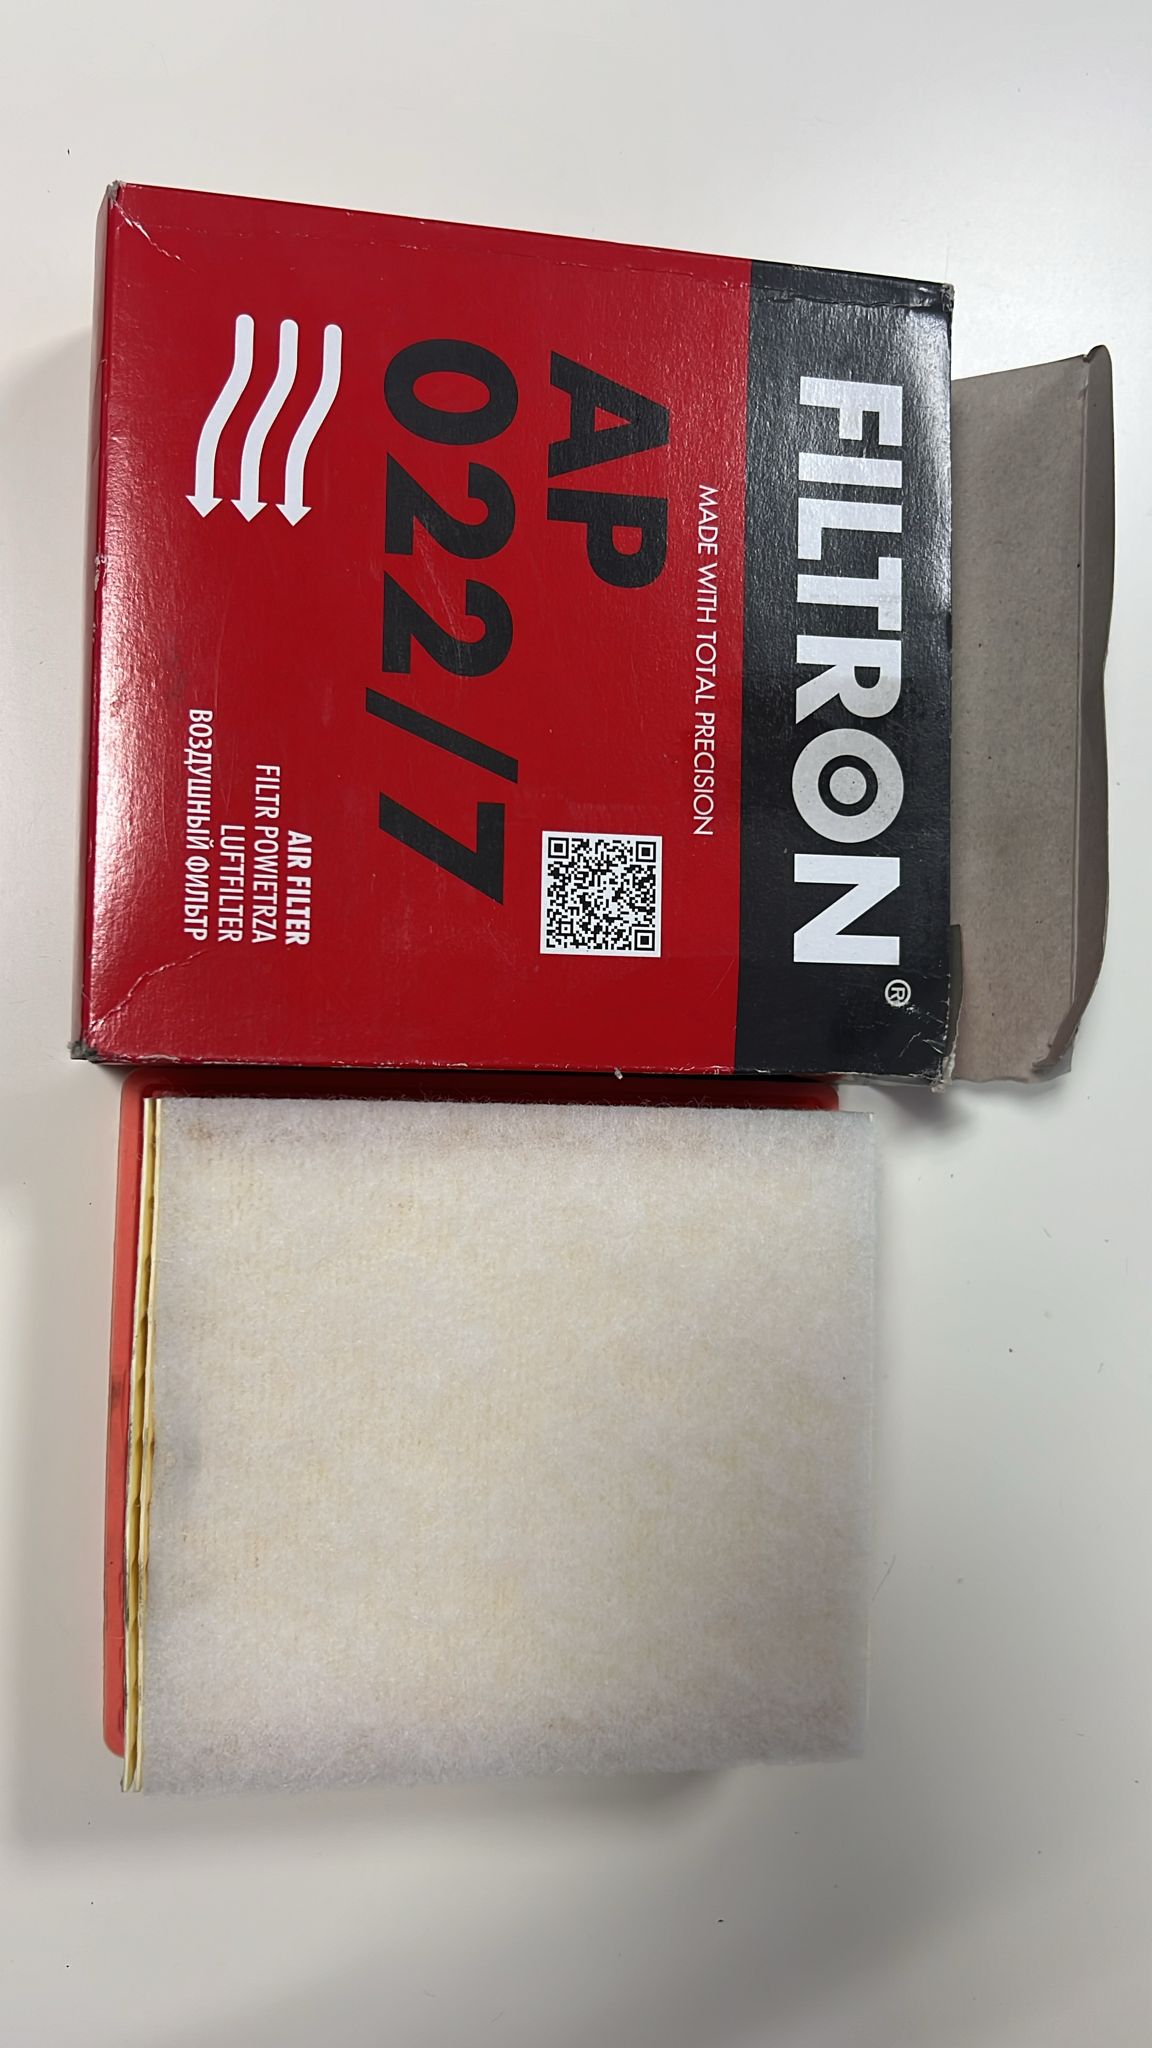 FILTRON®
MADE WITH TOTAL PRECISION
AP
022/7
AIR FILTER
FILTR POWIETRZA
LUFTFILTER
ВОЗДУШНЫЙ ФИЛЬТР